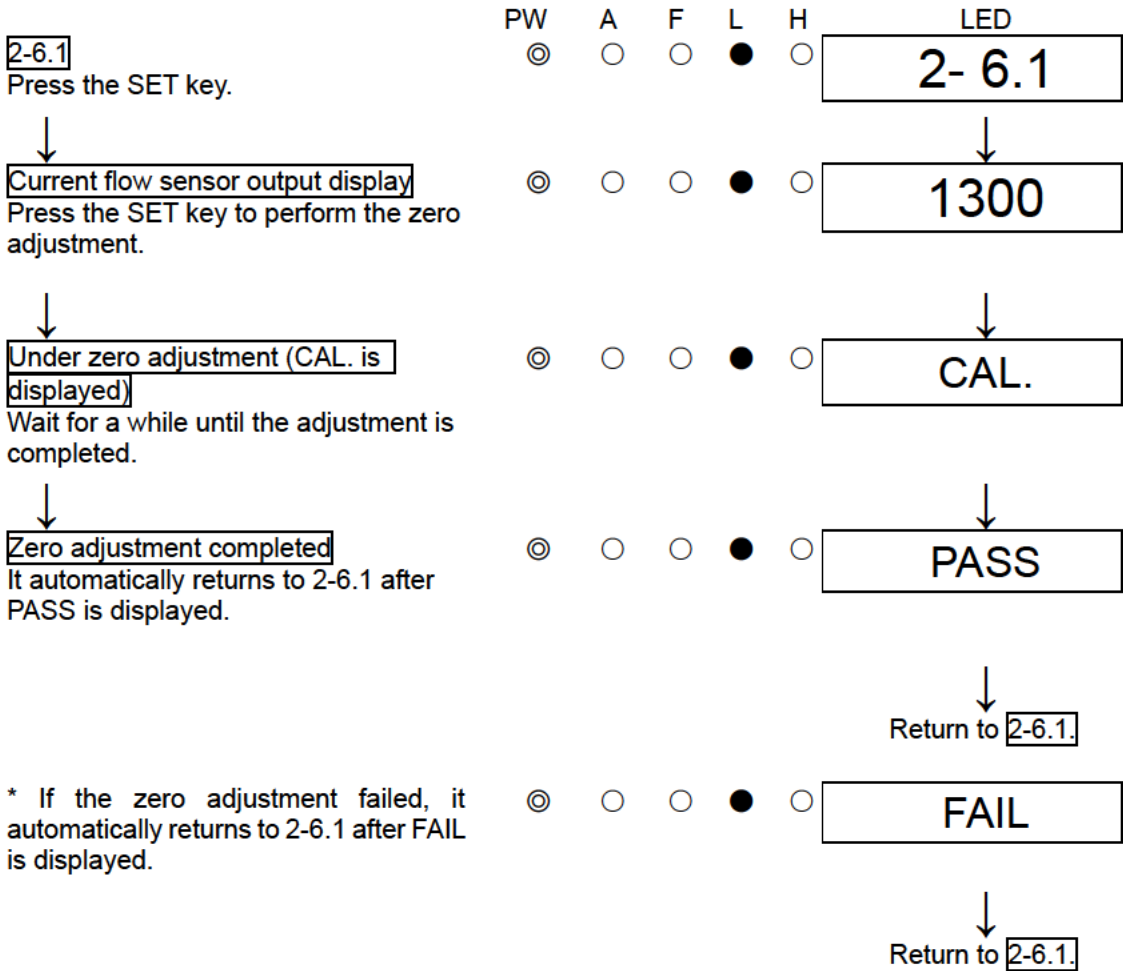 PW A F L H LED
2-6.1 ◎ ○ ○ ● ○ 2- 6.1
Press the SET key.
↓ ↓
Current flow sensor output display ◎ ○ ○ ● ○ 1300
Press the SET key to perform the zero
adjustment.
↓ ↓
Under zero adjustment (CAL. is ◎ ○ ○ ● ○ CAL.
displayed)
Wait for a while until the adjustment is
completed.
↓ ↓
Zero adjustment completed ◎ ○ ○ ● ○ PASS
It automatically returns to 2-6.1 after
PASS is displayed.
↓
Return to 2-6.1.
* If the zero adjustment failed, it ◎ ○ ○ ● ○ FAIL
automatically returns to 2-6.1 after FAIL
is displayed.
↓
Return to 2-6.1.